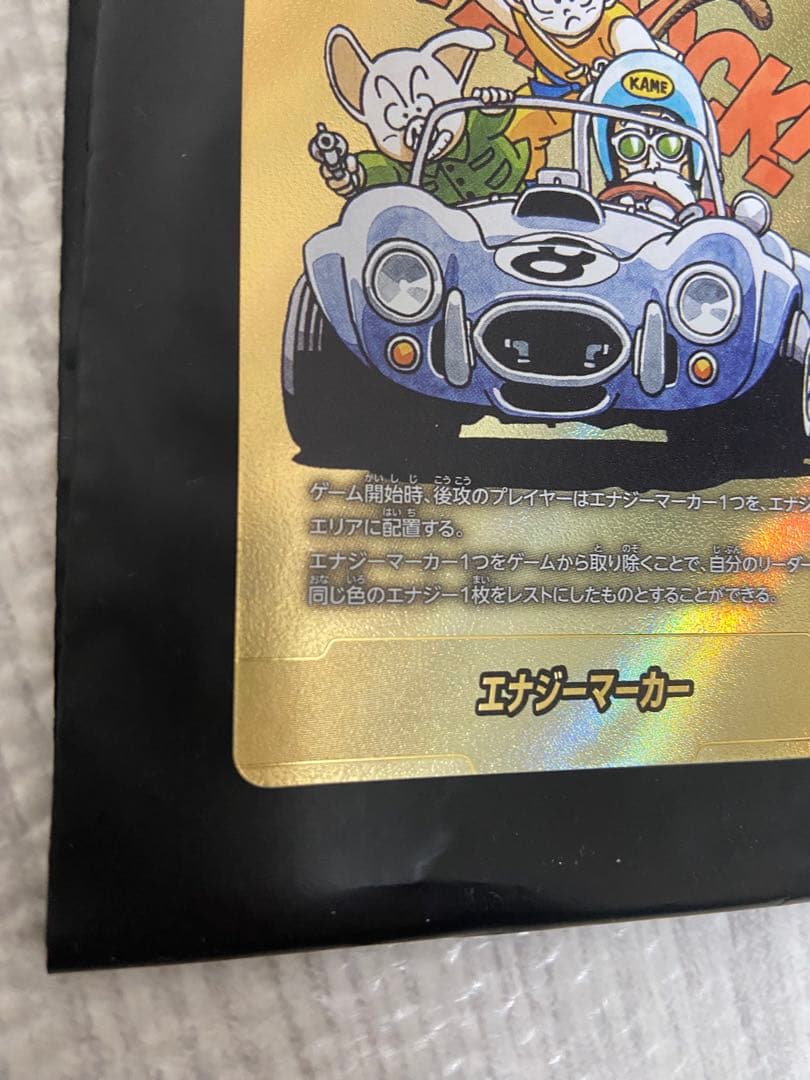 CK!
KAME
8
ゲーム開始時、後攻のプレイヤーはエナジーマーカー1つを、エナジ
エリアに配置する。
エナジーマーカー1つをゲームから取り除くことで、自分のリーダー
同じ色のエナジー1枚をレストにしたものとすることができる。
エナジーマーカー